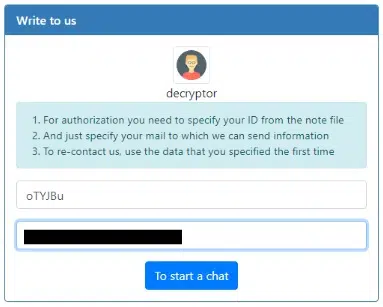 Write to us
decryptor
1. For authorization you need to specify your ID from the note file
2. And just specify your mail to which we can send information
3. To re-contact us, use the data that you specified the first time
oTYJBu
To start a chat